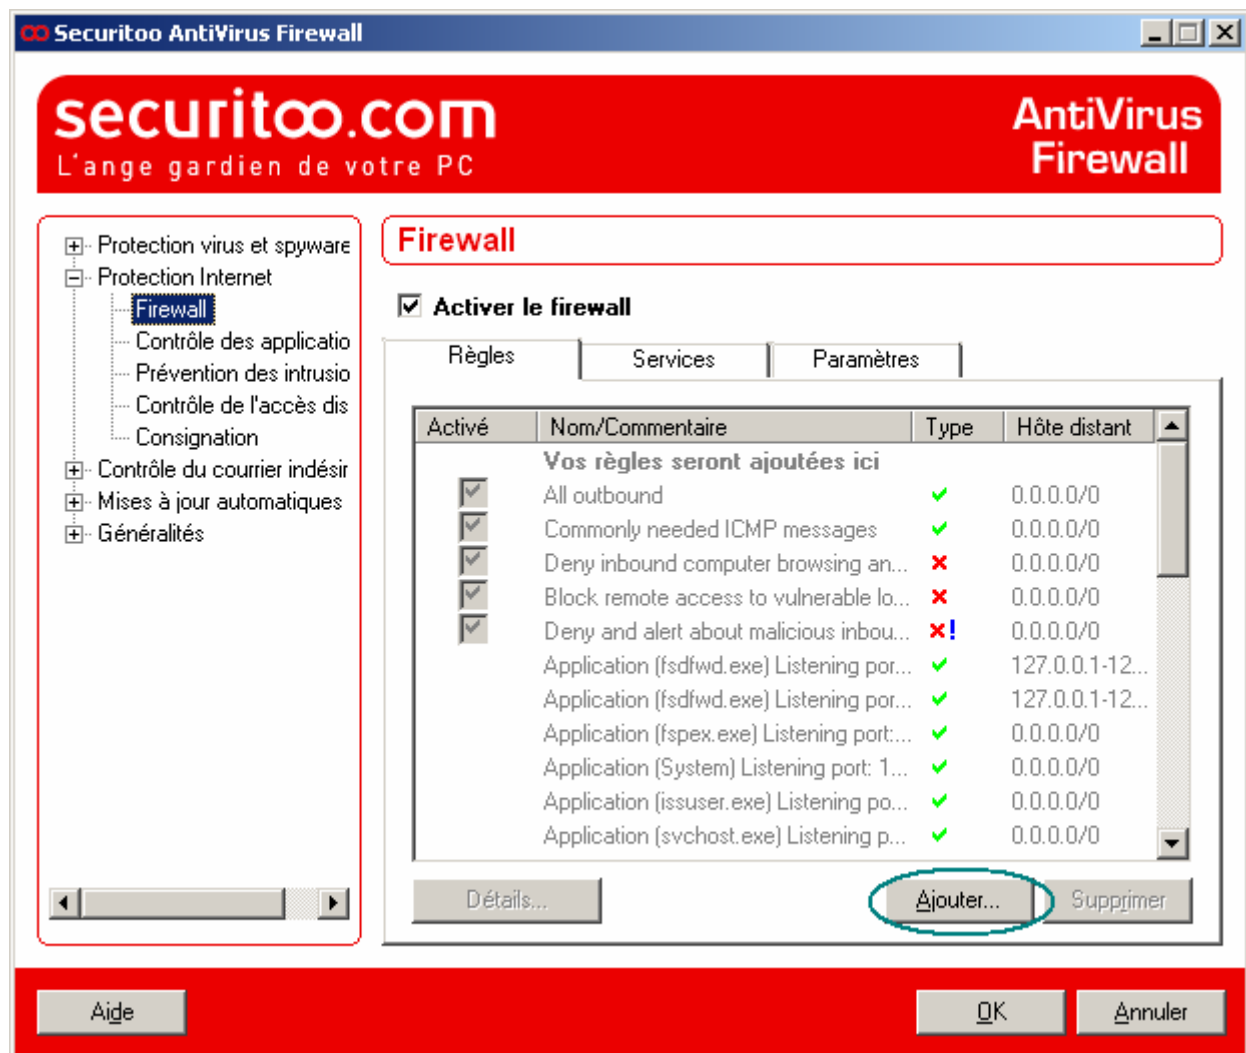 Securitoo AntiVirus Firewall
securitoo.com
L'ange gardien de votre PC
AntiVirus
Firewall
Protection virus et spyware
Protection Internet
Firewall
Contrôle des applicatio
Prévention des intrusio
Contrôle de l'accès dis
Consignation
Contrôle du courrier indésir
Mises à jour automatiques
Généralités
Firewall
Activer le firewall
Règles Services Paramètres
Activé Nom/Commentaire Type Hôte distant
Vos règles seront ajoutées ici
All outbound 0.0.0.0/0
Commonly needed ICMP messages 0.0.0.0/0
Deny inbound computer browsing an... 0.0.0.0/0
Block remote access to vulnerable lo... 0.0.0.0/0
Deny and alert about malicious inbou... 0.0.0.0/0
Application (fsdfwd.exe) Listening por... 127.0.0.1-12...
Application (fsdfwd.exe) Listening por... 127.0.0.1-12...
Application (fspex.exe) Listening port:... 0.0.0.0/0
Application (System) Listening port: 1... 0.0.0.0/0
Application (issuser.exe) Listening po... 0.0.0.0/0
Application (svchost.exe) Listening p... 0.0.0.0/0
Détails... Ajouter... Supprimer
Aide OK Annuler